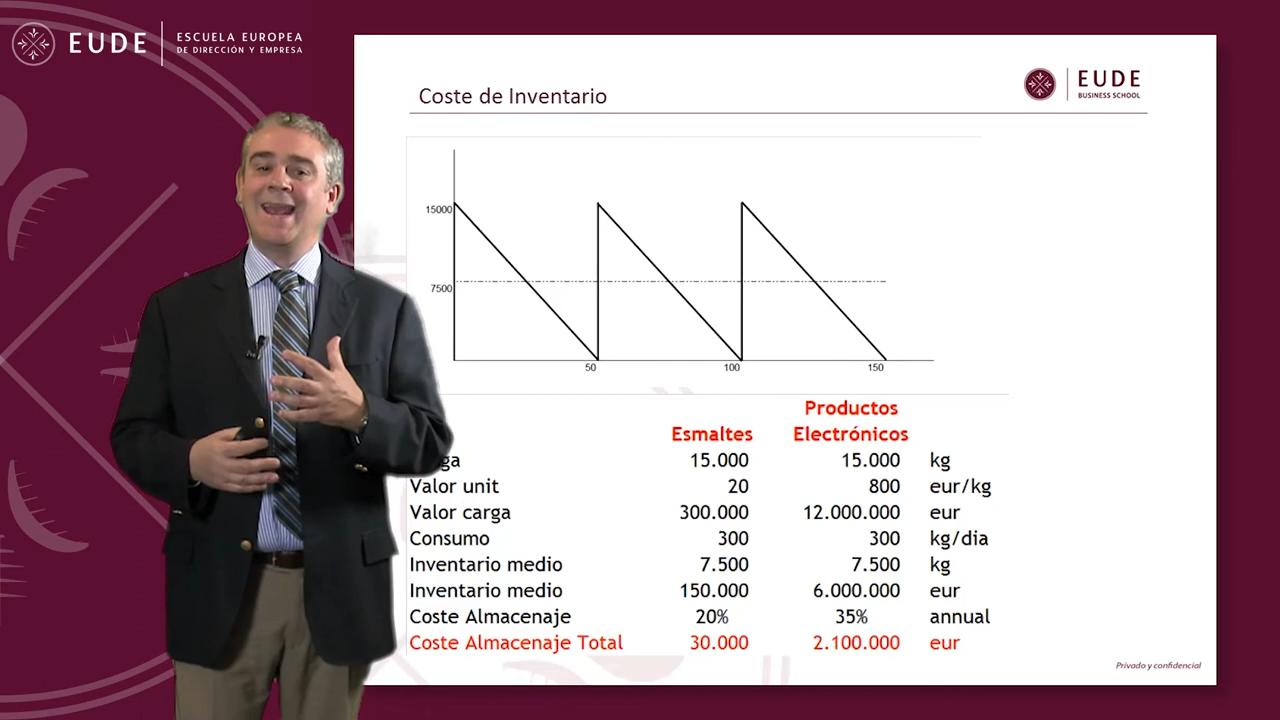 EUDE
ESCUELA EUROPEA
DE DIRECCIÓN Y EMPRESA
Coste de Inventario
EUDE
BUSINESS SCHOOL
15000
7500
50 100 150
Esmaltes Productos Electrónicos
15.000 15.000 kg
Valor unit 20 800 eur/kg
Valor carga 300.000 12.000.000 eur
Consumo 300 300 kg/dia
Inventario medio 7.500 7.500 kg
Inventario medio 150.000 6.000.000 eur
Coste Almacenaje 20% 35% annual
Coste Almacenaje Total 30.000 2.100.000 eur
Privado y confidencial